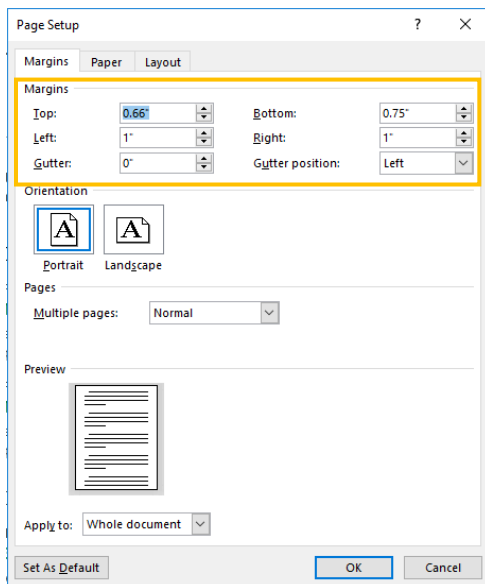 Page Setup ? ×
Margins Paper Layout
Margins
Top: 0.66" Bottom: 0.75"
Left: 1" Right: 1"
Gutter: 0" Gutter position: Left
Orientation
A A
Portrait Landscape
Pages
Multiple pages: Normal
Preview
Apply to: Whole document
Set As Default OK Cancel